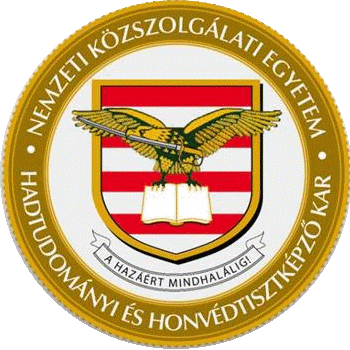 NEMZETI KÖZSZOLGÁLATI EGYETEM
A HAZÁÉRT MINDHALÁLIG!
HADTUDOMÁNYI ÉS HONVÉDTISZTKÉPZŐ KAR